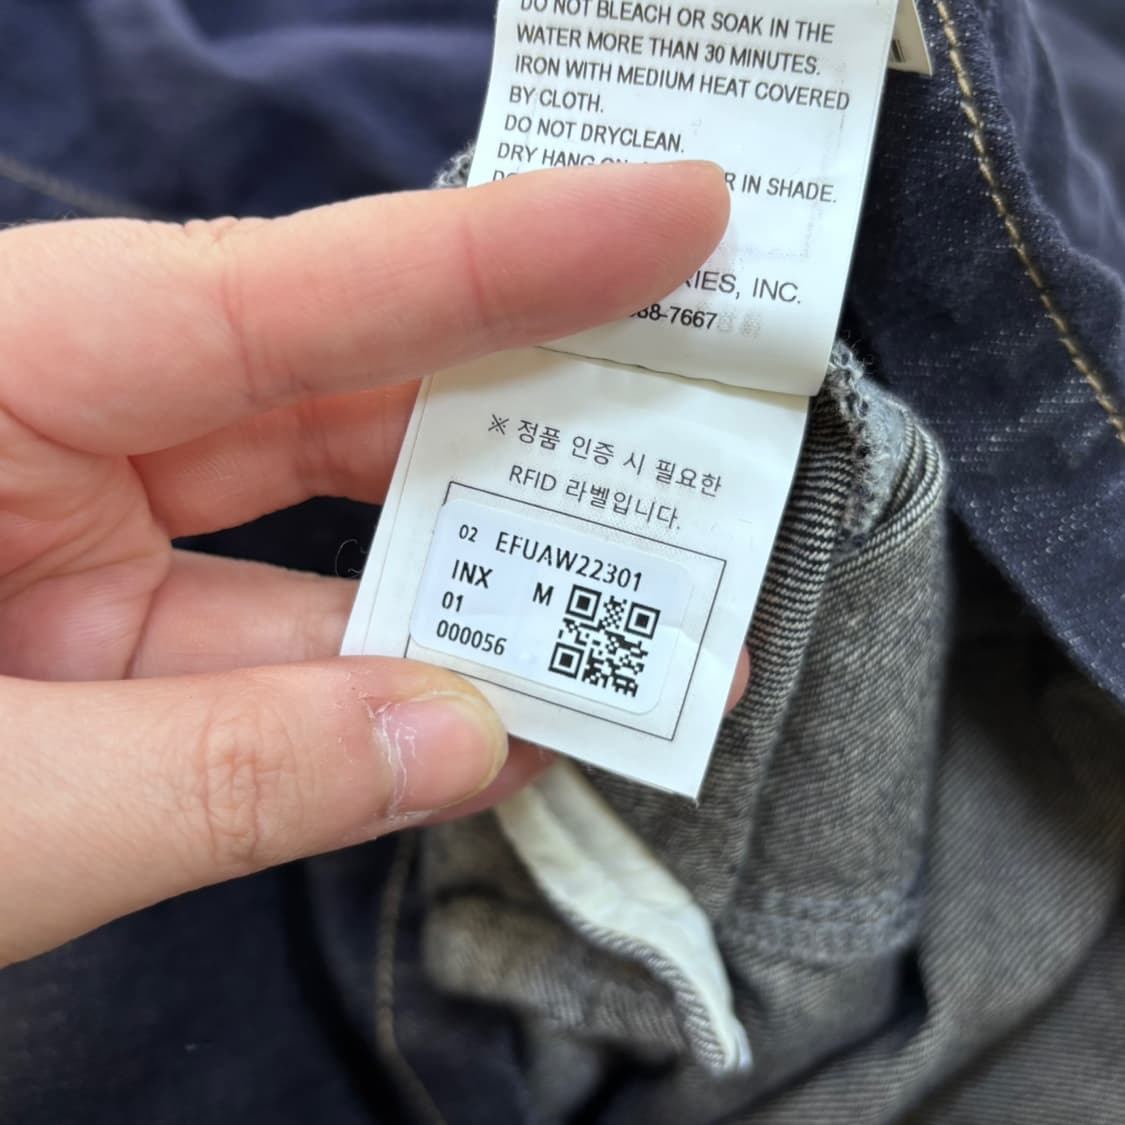 DO NOT BLEACH OR SOAK IN THE
WATER MORE THAN 30 MINUTES.
IRON WITH MEDIUM HEAT COVERED
BY CLOTH.
DO NOT DRYCLEAN.
DRY HANG
IN SHADE.
INC.
※ 정품 인증 시 필요한
RFID 라벨입니다.
02 EFUAW22301
INX M
01
000056